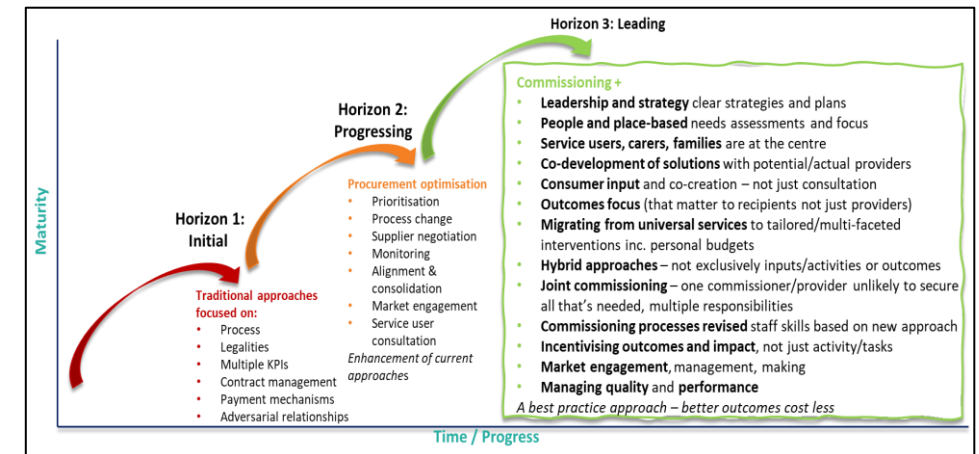 Horizon 3: Leading
Commissioning +
• Leadership and strategy clear strategies and plans
• People and place-based needs assessments and focus
• Service users, carers, families are at the centre
• Co-development of solutions with potential/actual providers
• Consumer input and co-creation – not just consultation
• Outcomes focus (that matter to recipients not just providers)
• Migrating from universal services to tailored/multi-faceted
interventions inc. personal budgets
• Hybrid approaches – not exclusively inputs/activities or outcomes
• Joint commissioning – one commissioner/provider unlikely to secure
all that's needed, multiple responsibilities
• Commissioning processes revised staff skills based on new approach
• Incentivising outcomes and impact, not just activity/tasks
• Market engagement, management, making
• Managing quality and performance
A best practice approach – better outcomes cost less
Horizon 2:
Progressing
Procurement optimisation
• Prioritisation
• Process change
• Supplier negotiation
• Monitoring
• Alignment &
consolidation
• Market engagement
• Service user
consultation
Enhancement of current
approaches
Horizon 1:
Initial
Traditional approaches
focused on:
• Process
• Legalities
• Multiple KPIs
• Contract management
• Payment mechanisms
• Adversarial relationships
Maturity
Time / Progress